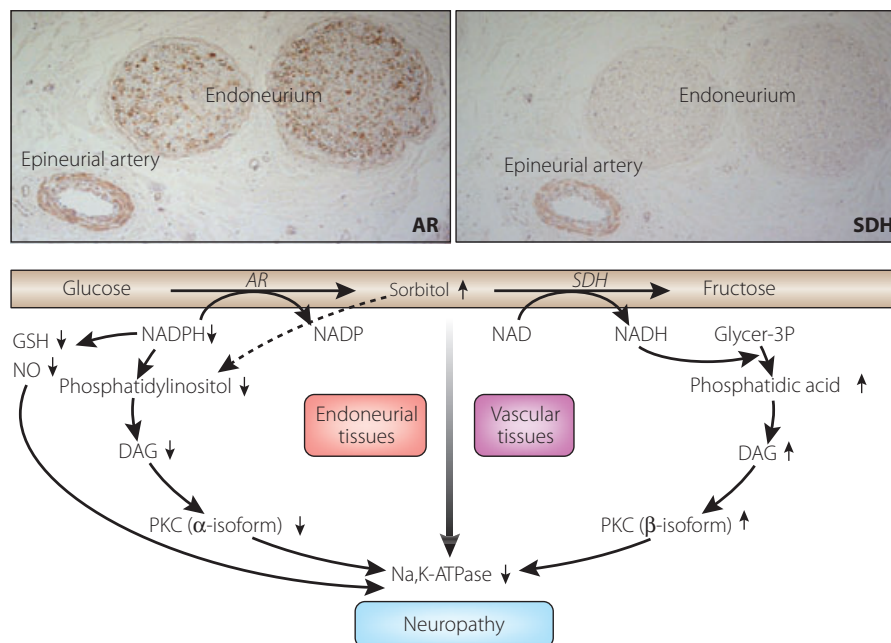 Endoneurium
Epineurial artery
AR
Endoneurium
Epineurial artery
SDH
Glucose AR Sorbitol ↑ SDH Fructose
GSH ↓ NADPH ↓ NADP NAD NADH Glycer-3P
NO ↓
Phosphatidylinositol ↓ Phosphatidic acid ↑
Endoneurial
tissues
Vascular
tissues
DAG ↓ DAG ↑
PKC (α-isoform) ↓ PKC (β-isoform) ↑
Na,K-ATPase ↓
Neuropathy